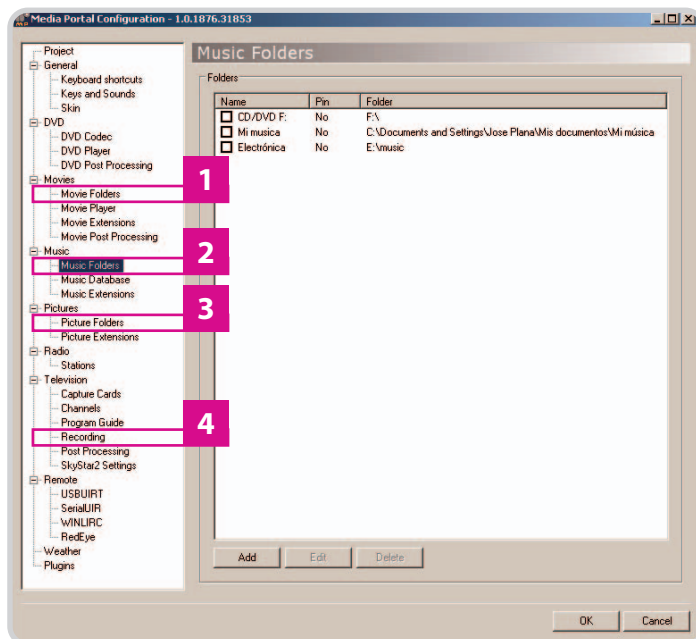 Media Portal Configuration - 1.0.1876.31853
Project
General
Keyboard shortcuts
Keys and Sounds
Skin
DVD
DVD Codec
DVD Player
DVD Post Processing
Movies
Movie Folders
Movie Player
Movie Extensions
Movie Post Processing
Music
Music Folders
Music Database
Music Extensions
Pictures
Picture Folders
Picture Extensions
Radio
Stations
Television
Capture Cards
Channels
Program Guide
Recording
Post Processing
SkyStar2 Settings
Remote
USBUIRT
SerialUIR
WINLIRC
RedEye
Weather
Plugins
1
2
3
4
Music Folders
Folders
Name Pin Folder
CD/DVD F: No F:\
Mi musica No C:\Documents and Settings\Jose Plana\Mis documentos\Mi música
Electrónica No E:\music
Add Edit Delete
OK Cancel